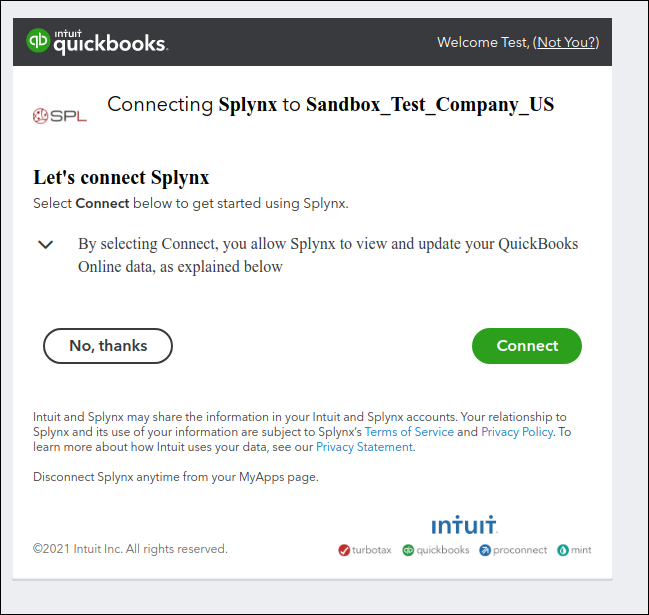 intuit
quickbooks.
Welcome Test, (Not You?)
SPL
Connecting Splynx to Sandbox_Test_Company_US
Let's connect Splynx
Select Connect below to get started using Splynx.
By selecting Connect, you allow Splynx to view and update your QuickBooks
Online data, as explained below
No, thanks
Connect
Intuit and Splynx may share the information in your Intuit and Splynx accounts. Your relationship to
Splynx and its use of your information are subject to Splynx’s Terms of Service and Privacy Policy. To
learn more about how Intuit uses your data, see our Privacy Statement.
Disconnect Splynx anytime from your MyApps page.
intuit.
©2021 Intuit Inc. All rights reserved.
turbotax quickbooks proconnect mint